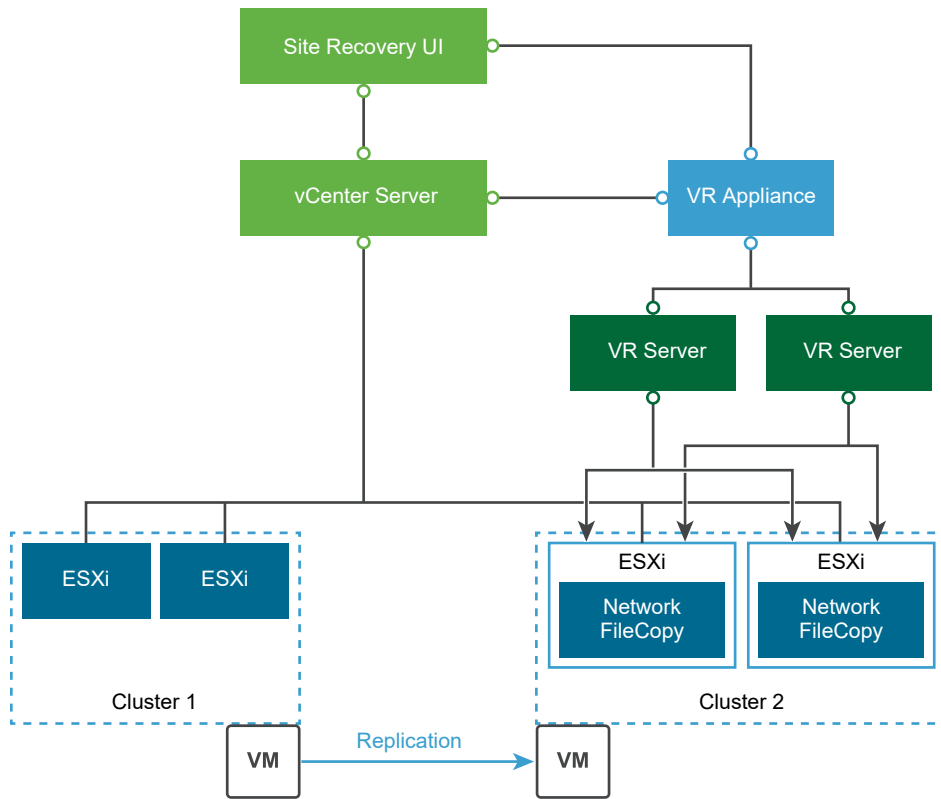 Site Recovery UI
vCenter Server
VR Appliance
VR Server
VR Server
ESXi
ESXi
ESXi
Network
FileCopy
ESXi
Network
FileCopy
Cluster 1
Cluster 2
VM
Replication
VM